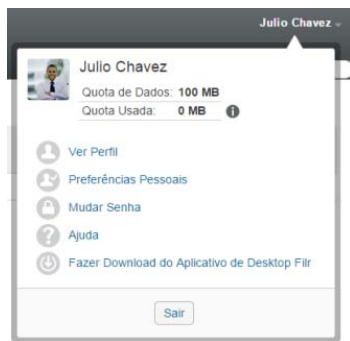 Julio Chavez
Julio Chavez
Quota de Dados: 100 MB
Quota Usada: 0 MB
Ver Perfil
Preferências Pessoais
Mudar Senha
Ajuda
Fazer Download do Aplicativo de Desktop Filr
Sair